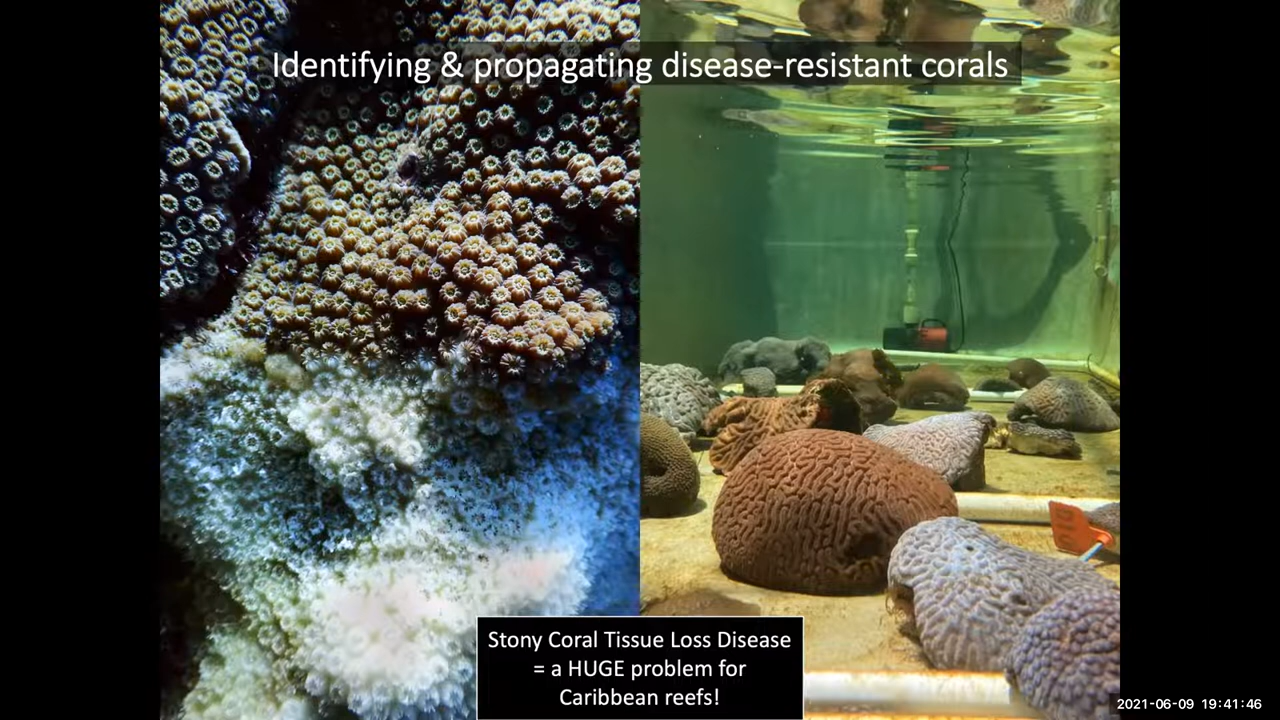 Identifying & propagating disease-resistant corals
Stony Coral Tissue Loss Disease
= a HUGE problem for
Caribbean reefs!
2021-06-09 19:41:46